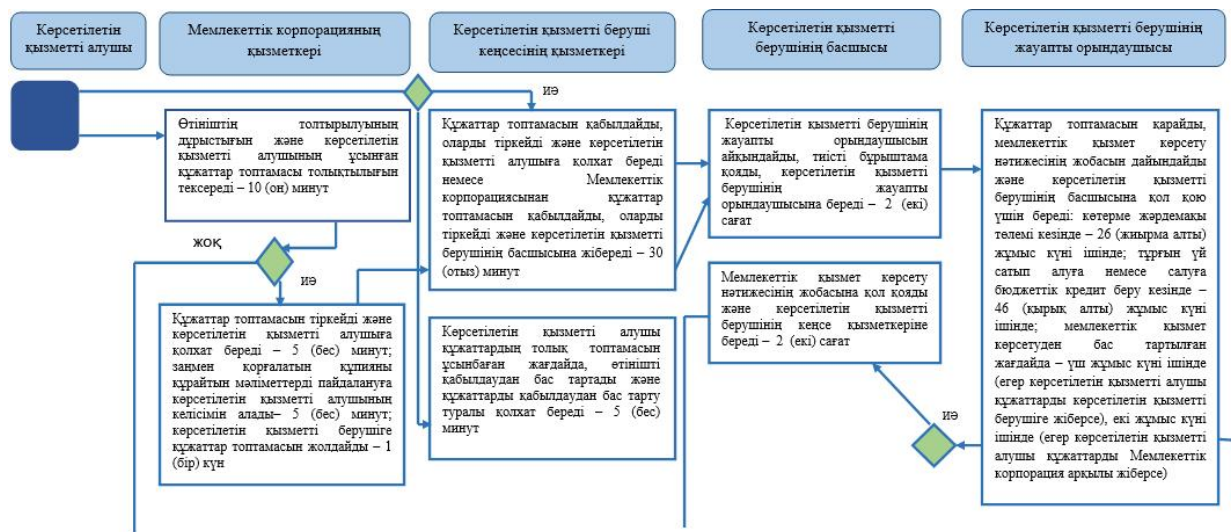 Көрсетілетін
қызметті алушы
Мемлекеттік корпорацияның
қызметкері
Көрсетілетін қызметті беруші
кеңсесінің қызметкері
Көрсетілетін қызметті
берушінің басшысы
Көрсетілетін қызметті берушінің
жауапты орындаушысы
иә
Өтініштің толтырылуының
дұрыстығын және көрсетілетін
қызметті алушының ұсынған
құжаттар топтамасы толықтылығын
тексереді – 10 (он) минут
жоқ
иә
Құжаттар топтамасын тіркейді және
көрсетілетін қызметті алушыға
қолхат береді – 5 (бес) минут;
заңмен қорғалатын құпияны
құрайтын мәліметтерді пайдалануға
көрсетілетін қызметті алушының
келісімін алады– 5 (бес) минут;
көрсетілетін қызметті берушіге
құжаттар топтамасын жолдайды – 1
(бір) күн
Құжаттар топтамасын қабылдайды,
оларды тіркейді және көрсетілетін
қызметті алушыға қолхат береді
немесе Мемлекеттік
корпорациясынан құжаттар
топтамасын қабылдайды, оларды
тіркейді және көрсетілетін қызметті
берушінің басшысына жібереді – 30
(отыз) минут
Көрсетілетін қызметті алушы
құжаттардың толық топтамасын
ұсынбаған жағдайда, өтінішті
қабылдаудан бас тартады және
құжаттарды қабылдаудан бас тарту
туралы қолхат береді – 5 (бес)
минут
Көрсетілетін қызметті берушінің
жауапты орындаушысын
айқындайды, тиісті бұрыштама
қояды, көрсетілетін қызметті
берушінің жауапты
орындаушысына береді – 2 (екі)
сағат
Мемлекеттік қызмет көрсету
нәтижесінің жобасына қол қояды
және көрсетілетін қызметті
берушінің кеңсе қызметкеріне
береді – 2 (екі) сағат
иә
Құжаттар топтамасын қарайды,
мемлекеттік қызмет көрсету
нәтижесінің жобасын дайындайды
және көрсетілетін қызметті
берушінің басшысына қол қою
үшін береді: көтерме жәрдемақы
төлемі кезінде – 26 (жиырма алты)
жұмыс күні ішінде; тұрғын үй
сатып алуға немесе салуға
бюджеттік кредит беру кезінде –
46 (қырық алты) жұмыс күні
ішінде; мемлекеттік қызмет
көрсетуден бас тартылған
жағдайда – үш жұмыс күні ішінде
(егер көрсетілетін қызметті алушы
құжаттарды көрсетілетін қызметті
берушіге жіберсе), екі жұмыс күні
ішінде (егер көрсетілетін қызметті
алушы құжаттарды Мемлекеттік
корпорация арқылы жіберсе)